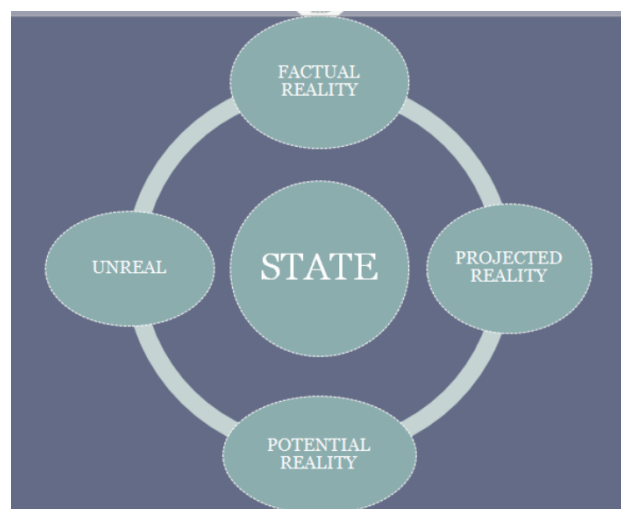 FACTUAL
REALITY
UNREAL
STATE
PROJECTED
REALITY
POTENTIAL
REALITY